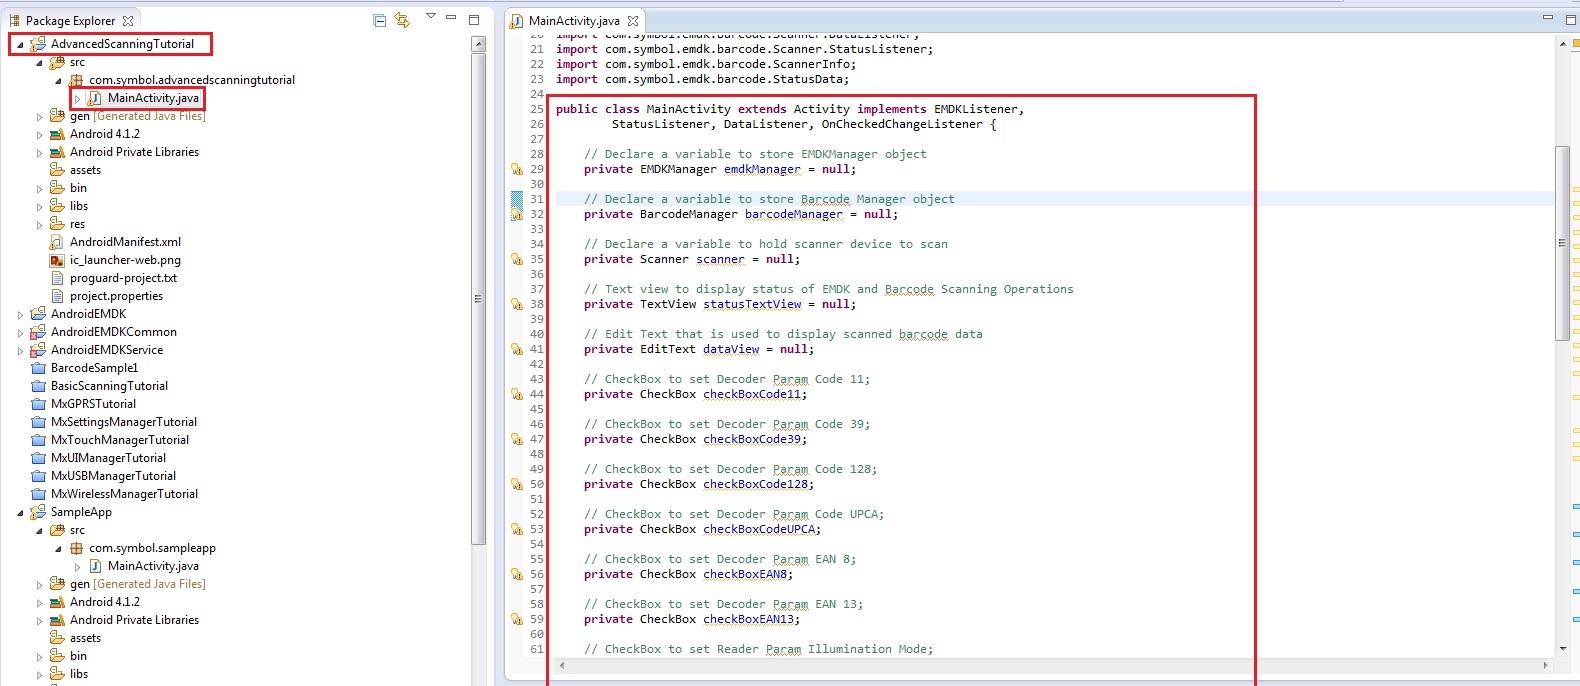 Package Explorer
AdvancedScanningTutorial
src
com.symbol.advancedscanningtutorial
MainActivity.java
gen [Generated Java Files]
Android 4.1.2
Android Private Libraries
assets
bin
libs
res
AndroidManifest.xml
ic_launcher-web.png
proguard-project.txt
project.properties
AndroidEMDK
AndroidEMDKCommon
AndroidEMDKService
BarcodeSample1
BasicScanningTutorial
MxGPRSTutorial
MxSettingsManagerTutorial
MxTouchManagerTutorial
MxUIManagerTutorial
MxUSBManagerTutorial
MxWirelessManagerTutorial
SampleApp
src
com.symbol.sampleapp
MainActivity.java
gen [Generated Java Files]
Android 4.1.2
Android Private Libraries
assets
bin
libs
MainActivity.java
20 import com.symbol.emdk.barcode.Scanner.DataListener;
21 import com.symbol.emdk.barcode.Scanner.StatusListener;
22 import com.symbol.emdk.barcode.ScannerInfo;
23 import com.symbol.emdk.barcode.StatusData;
24
25 public class MainActivity extends Activity implements EMDKListener,
26 StatusListener, DataListener, OnCheckedChangeListener {
27
28 // Declare a variable to store EMDKManager object
29 private EMDKManager emdkManager = null;
30
31 // Declare a variable to store Barcode Manager object
32 private BarcodeManager barcodeManager = null;
33
34 // Declare a variable to hold scanner device to scan
35 private Scanner scanner = null;
36
37 // Text view to display status of EMDK and Barcode Scanning Operations
38 private TextView statusTextView = null;
39
40 // Edit Text that is used to display scanned barcode data
41 private EditText dataView = null;
42
43 // CheckBox to set Decoder Param Code 11;
44 private CheckBox checkBoxCode11;
45
46 // CheckBox to set Decoder Param Code 39;
47 private CheckBox checkBoxCode39;
48
49 // CheckBox to set Decoder Param Code 128;
50 private CheckBox checkBoxCode128;
51
52 // CheckBox to set Decoder Param Code UPCA;
53 private CheckBox checkBoxCodeUPCA;
54
55 // CheckBox to set Decoder Param EAN 8;
56 private CheckBox checkBoxEAN8;
57
58 // CheckBox to set Decoder Param EAN 13;
59 private CheckBox checkBoxEAN13;
60
61 // CheckBox to set Reader Param Illumination Mode;